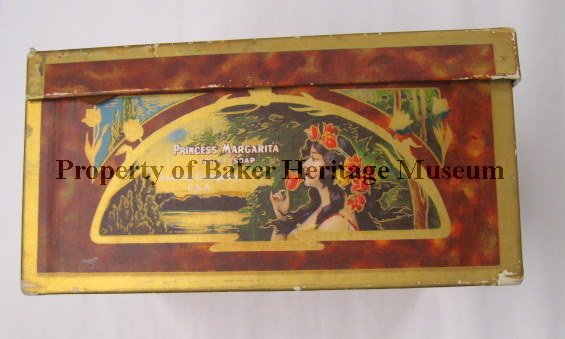 PRINCESS MARGARITA
SOAP
Property of Baker Heritage Museum
U.S.A.